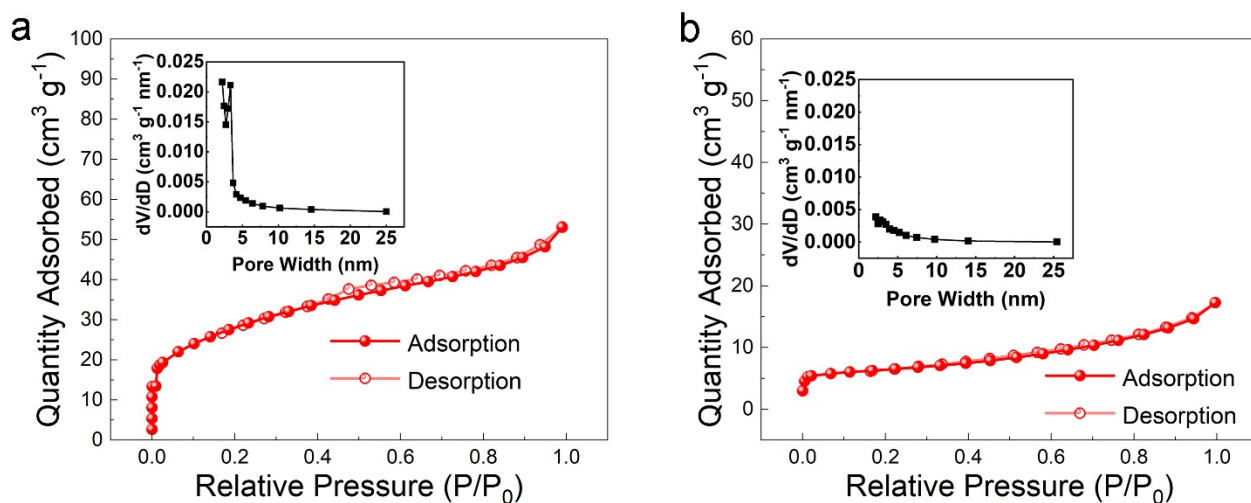 a
100
90
80
70
60
50
40
30
20
10
0
Quantity Adsorbed (cm³ g⁻¹)
0.025
0.020
0.015
0.010
0.005
0.000
dV/dD (cm³ g⁻¹ nm⁻¹)
0 5 10 15 20 25
Pore Width (nm)
Adsorption
Desorption
0.0 0.2 0.4 0.6 0.8 1.0
Relative Pressure (P/P₀)
b
60
50
40
30
20
10
0
Quantity Adsorbed (cm³ g⁻¹)
0.025
0.020
0.015
0.010
0.005
0.000
dV/dD (cm³ g⁻¹ nm⁻¹)
0 5 10 15 20 25
Pore Width (nm)
Adsorption
Desorption
0.0 0.2 0.4 0.6 0.8 1.0
Relative Pressure (P/P₀)